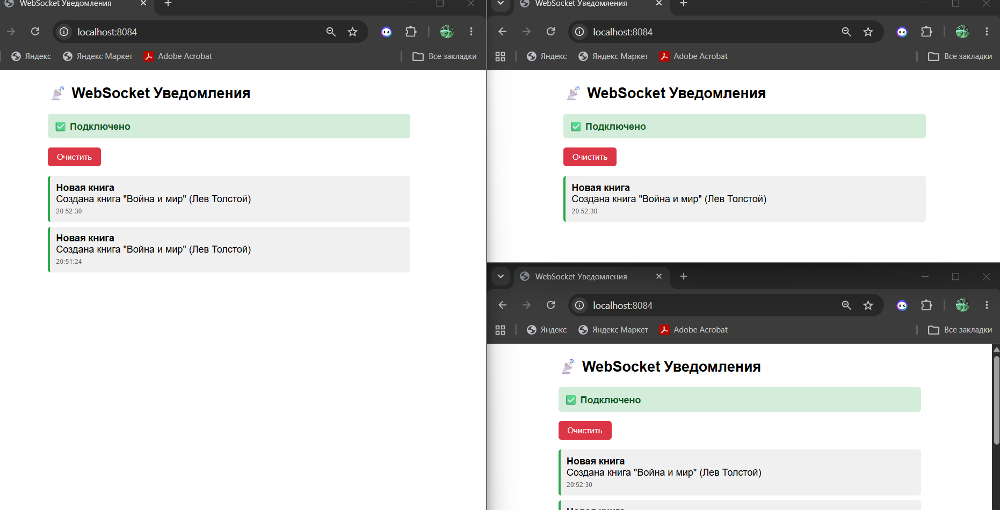 WebSocket Уведомления
localhost:8084
Яндекс Яндекс Маркет Adobe Acrobat Все закладки
WebSocket Уведомления
Подключено
Очистить
Новая книга
Создана книга "Война и мир" (Лев Толстой)
20:52:30
Новая книга
Создана книга "Война и мир" (Лев Толстой)
20:51:24
WebSocket Уведомления
localhost:8084
Яндекс Яндекс Маркет Adobe Acrobat Все закладки
WebSocket Уведомления
Подключено
Очистить
Новая книга
Создана книга "Война и мир" (Лев Толстой)
20:52:30
WebSocket Уведомления
localhost:8084
Яндекс Яндекс Маркет Adobe Acrobat Все закладки
WebSocket Уведомления
Подключено
Очистить
Новая книга
Создана книга "Война и мир" (Лев Толстой)
20:52:30